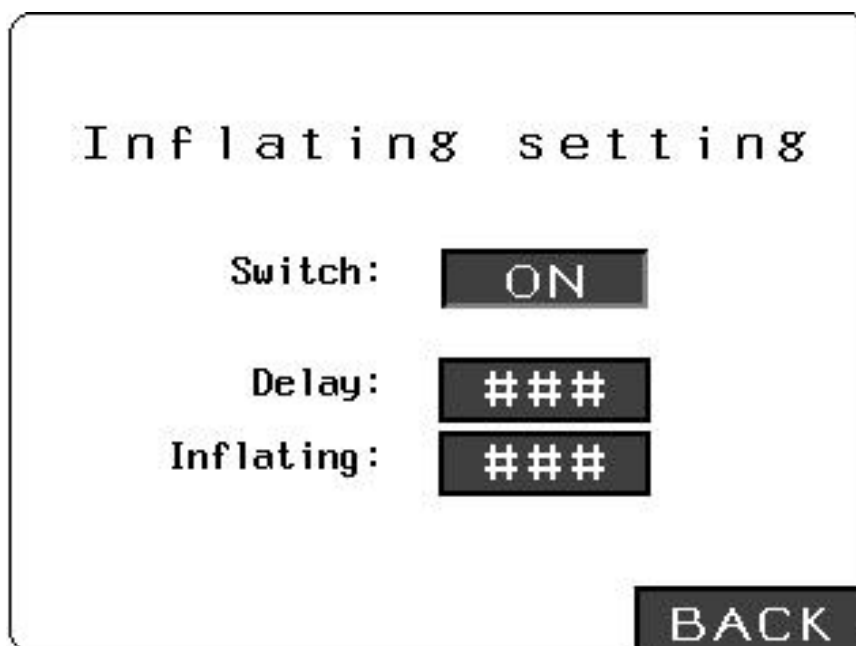 Inflating setting
Switch: ON
Delay: ###
Inflating: ###
BACK